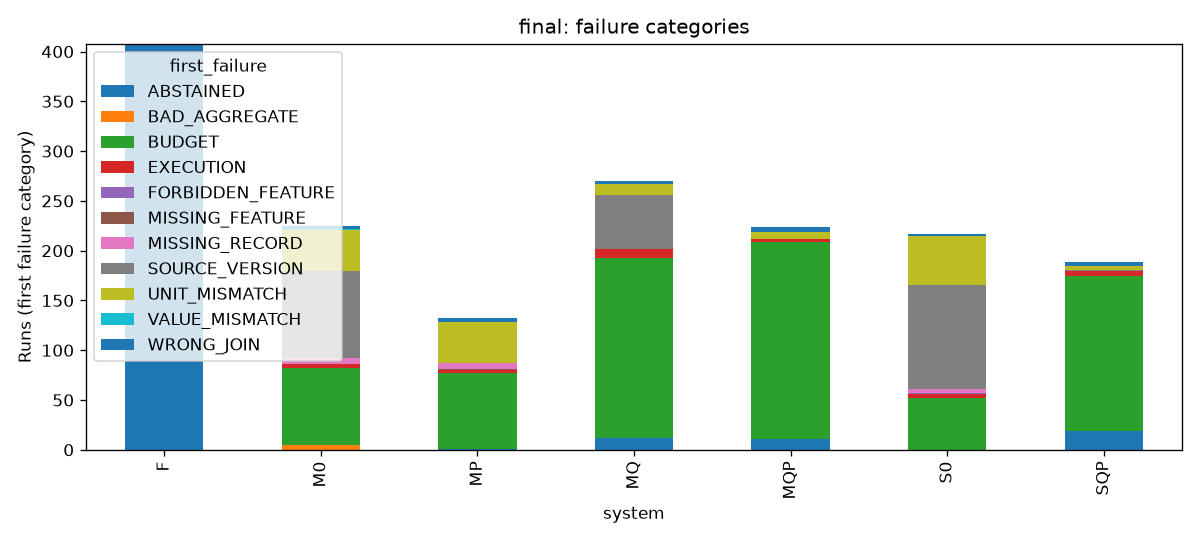 final: failure categories
Runs (first failure category)
400
350
300
250
200
150
100
50
0
first_failure
ABSTAINED
BAD_AGGREGATE
BUDGET
EXECUTION
FORBIDDEN_FEATURE
MISSING_FEATURE
MISSING_RECORD
SOURCE_VERSION
UNIT_MISMATCH
VALUE_MISMATCH
WRONG_JOIN
F
M0
MP
MQ
MQP
S0
SQP
system